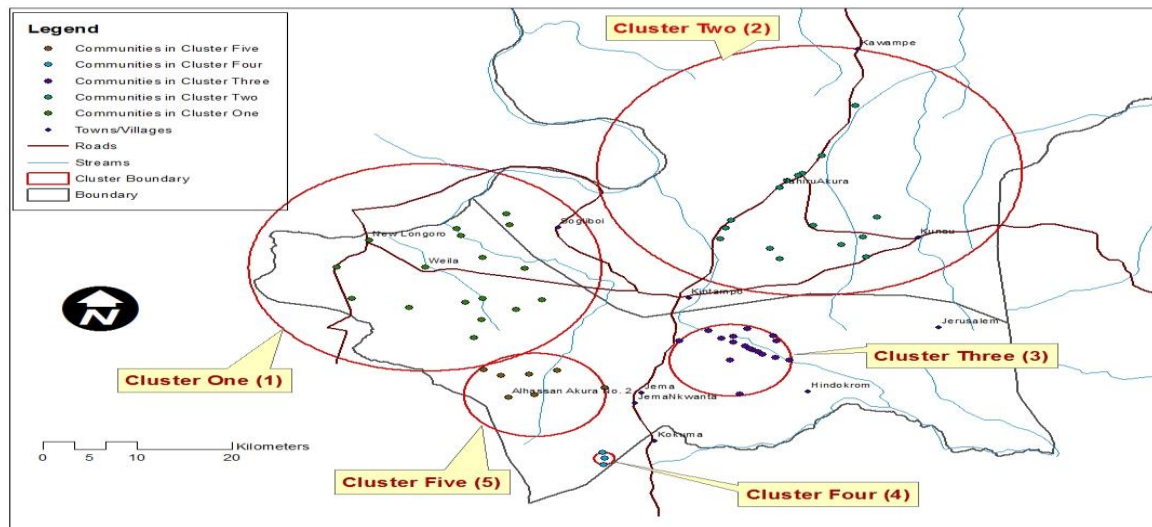 Legend
Communities in Cluster Five
Communities in Cluster Four
Communities in Cluster Three
Communities in Cluster Two
Communities in Cluster One
Towns/Villages
Roads
Streams
Cluster Boundary
Boundary
Cluster Two (2)
Kawampe
Akura
Sogliboi
New Longoro
Kunou
Weila
Kintampo
N
Jerusalem
Cluster Three (3)
Cluster One (1)
Alhassan Akura No. 2
Jema
Hindokrom
JemaNkwanta
Kokuma
0 5 10 20
Kilometers
Cluster Five (5)
Cluster Four (4)